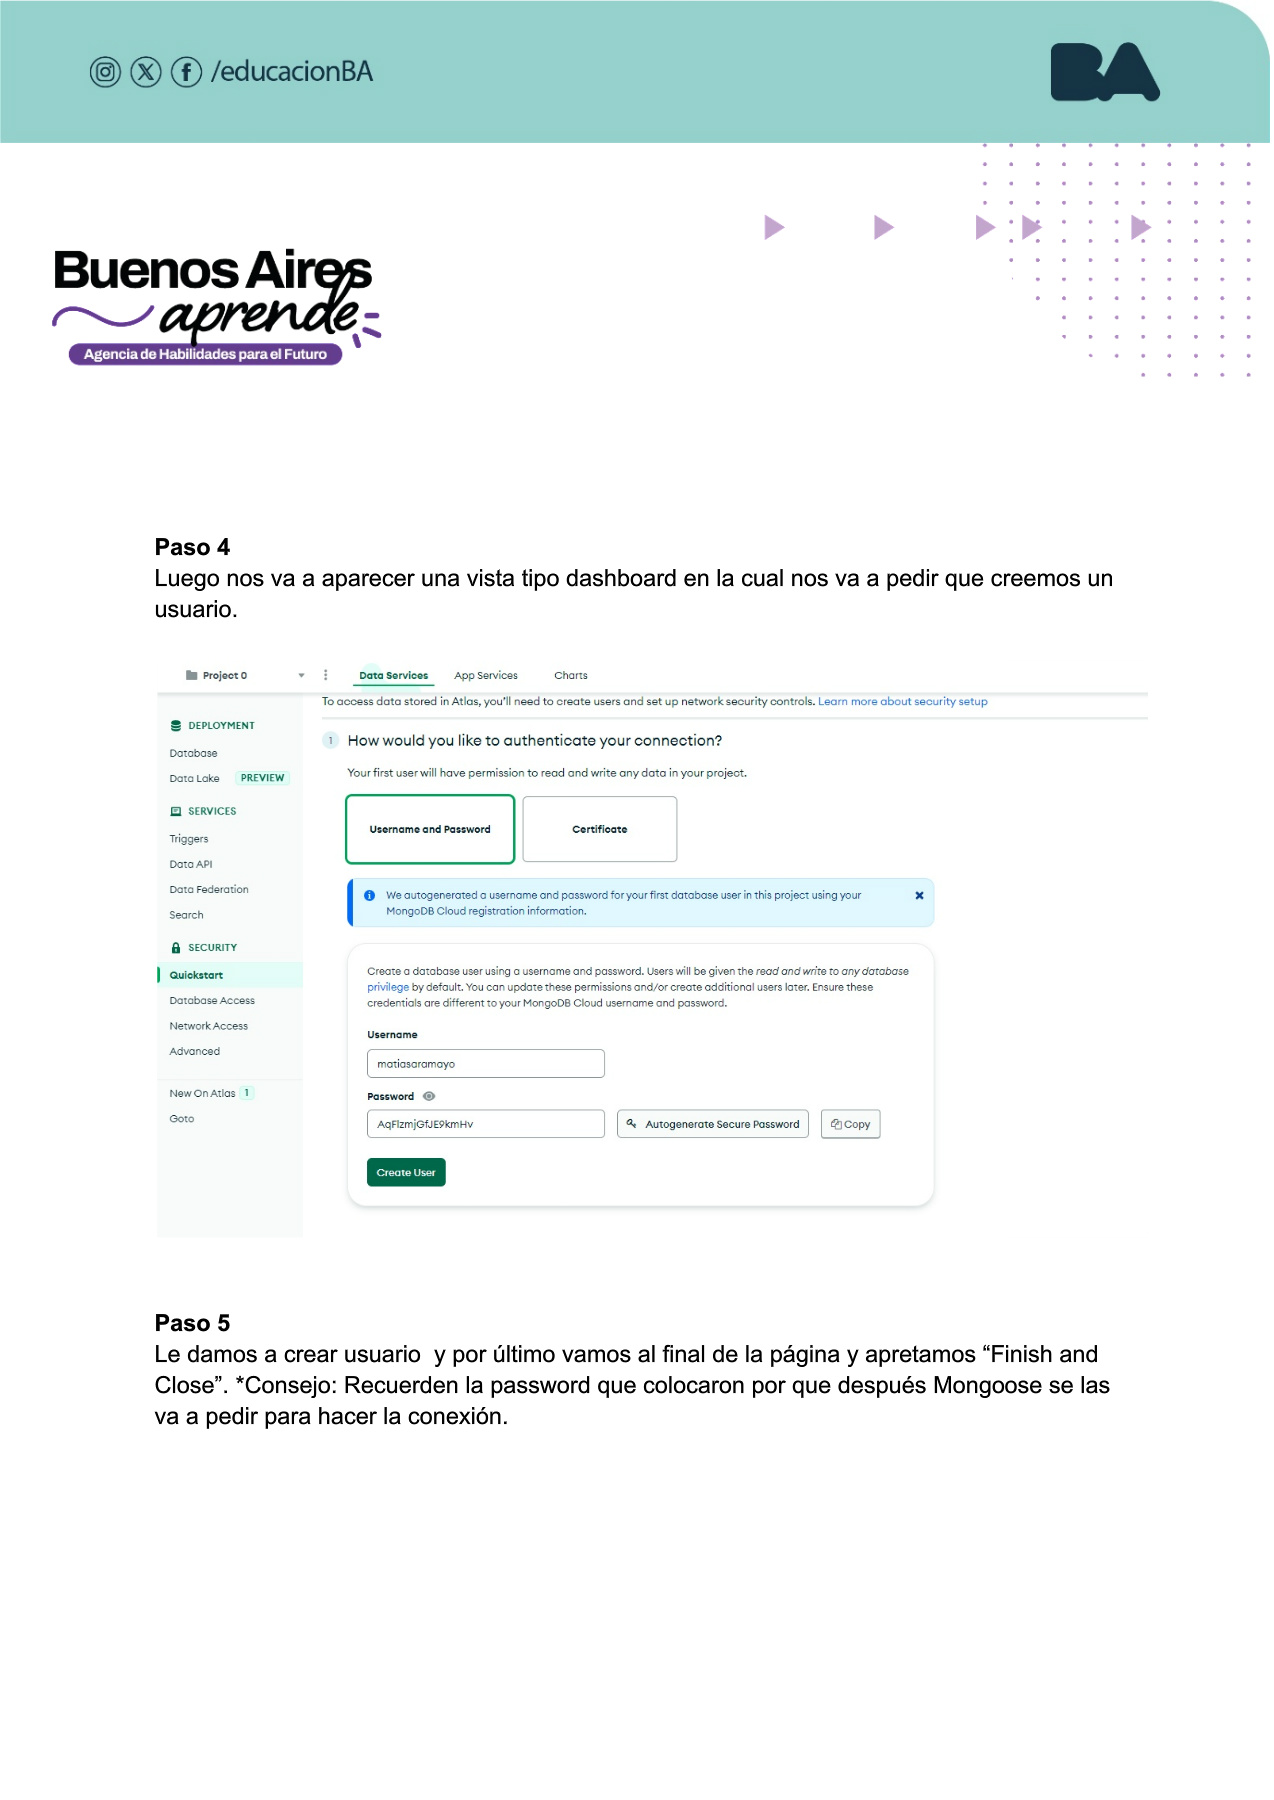 /educacionBA
BA
Buenos Aires
aprende
Agencia de Habilidades para el Futuro
Paso 4
Luego nos va a aparecer una vista tipo dashboard en la cual nos va a pedir que creemos un
usuario.
Project 0
Data Services
App Services
Charts
To access data stored in Atlas, you'll need to create users and set up network security controls. Learn more about security setup
DEPLOYMENT
Database
Data Lake PREVIEW
SERVICES
Triggers
Data API
Data Federation
Search
SECURITY
Quickstart
Database Access
Network Access
Advanced
New On Atlas 1
Goto
1 How would you like to authenticate your connection?
Your first user will have permission to read and write any data in your project.
Username and Password
Certificate
We autogenerated a username and password for your first database user in this project using your
MongoDB Cloud registration information.
Create a database user using a username and password. Users will be given the read and write to any database
privilege by default. You can update these permissions and/or create additional users later. Ensure these
credentials are different to your MongoDB Cloud username and password.
Username
matiasaramayo
Password
AqFlzmjGfJE9kmHv
Autogenerate Secure Password
Copy
Create User
Paso 5
Le damos a crear usuario  y por último vamos al final de la página y apretamos “Finish and
Close”. *Consejo: Recuerden la password que colocaron por que después Mongoose se las
va a pedir para hacer la conexión.